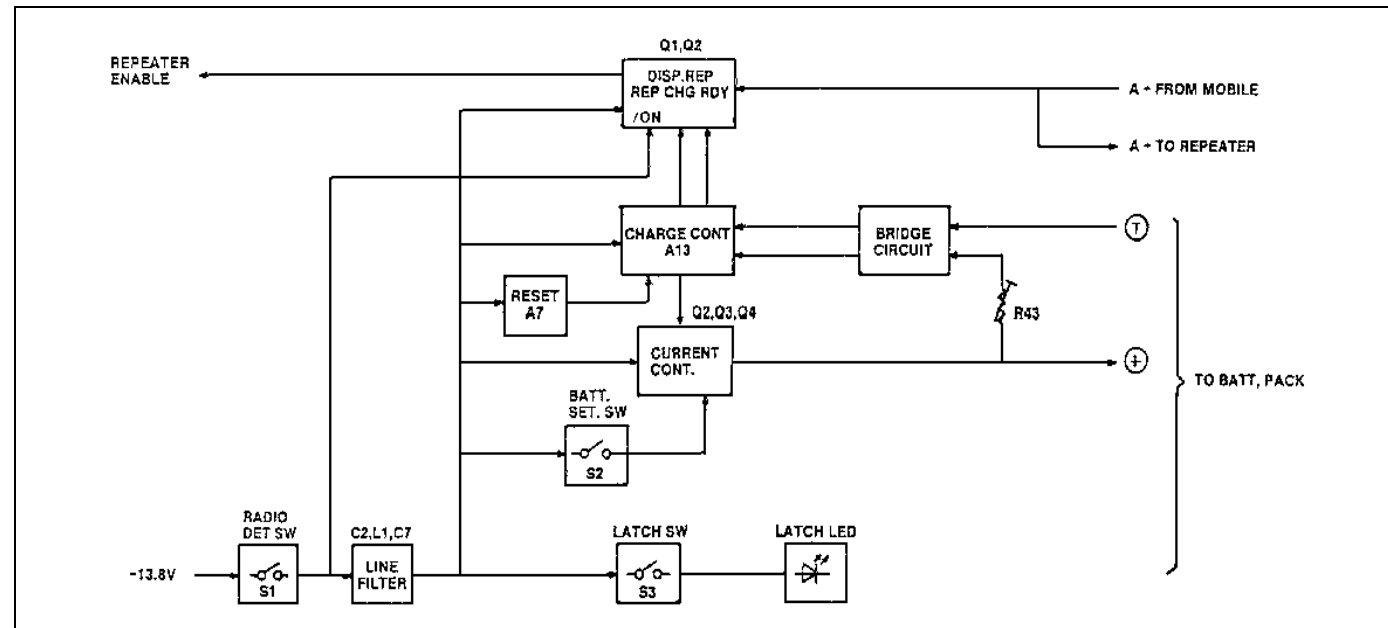 Q1,Q2
REPEATER
ENABLE
DISP.REP
REP CHG RDY
/ON
A + FROM MOBILE
A + TO REPEATER
CHARGE CONT
A13
BRIDGE
CIRCUIT
T
RESET
A7
R43
Q2,Q3,Q4
CURRENT
CONT.
+
TO BATT, PACK
BATT.
SET. SW
S2
RADIO
DET SW
C2,L1,C7
LATCH SW
LATCH LED
-13.8V
S1
LINE
FILTER
S3